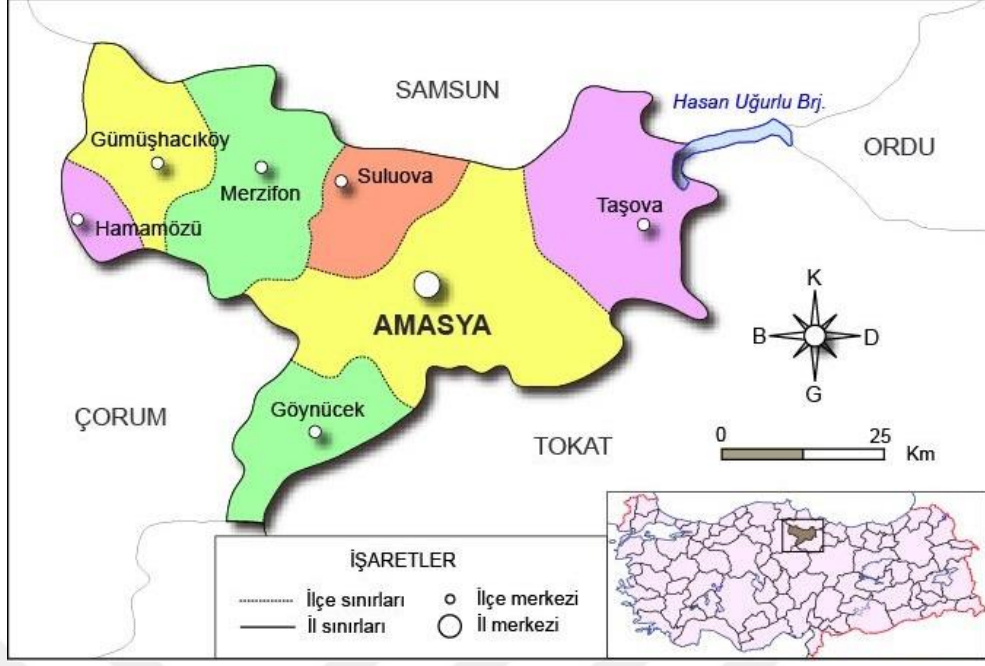 SAMSUN
Hasan Uğurlu Brj.
ORDU
Gümüşhacıköy
Merzifon
Suluova
Taşova
Hamamözü
AMASYA
K
B
D
G
ÇORUM
Göynücek
TOKAT
0
25
Km
İŞARETLER
İlçe sınırları
İlçe merkezi
İl sınırları
İl merkezi